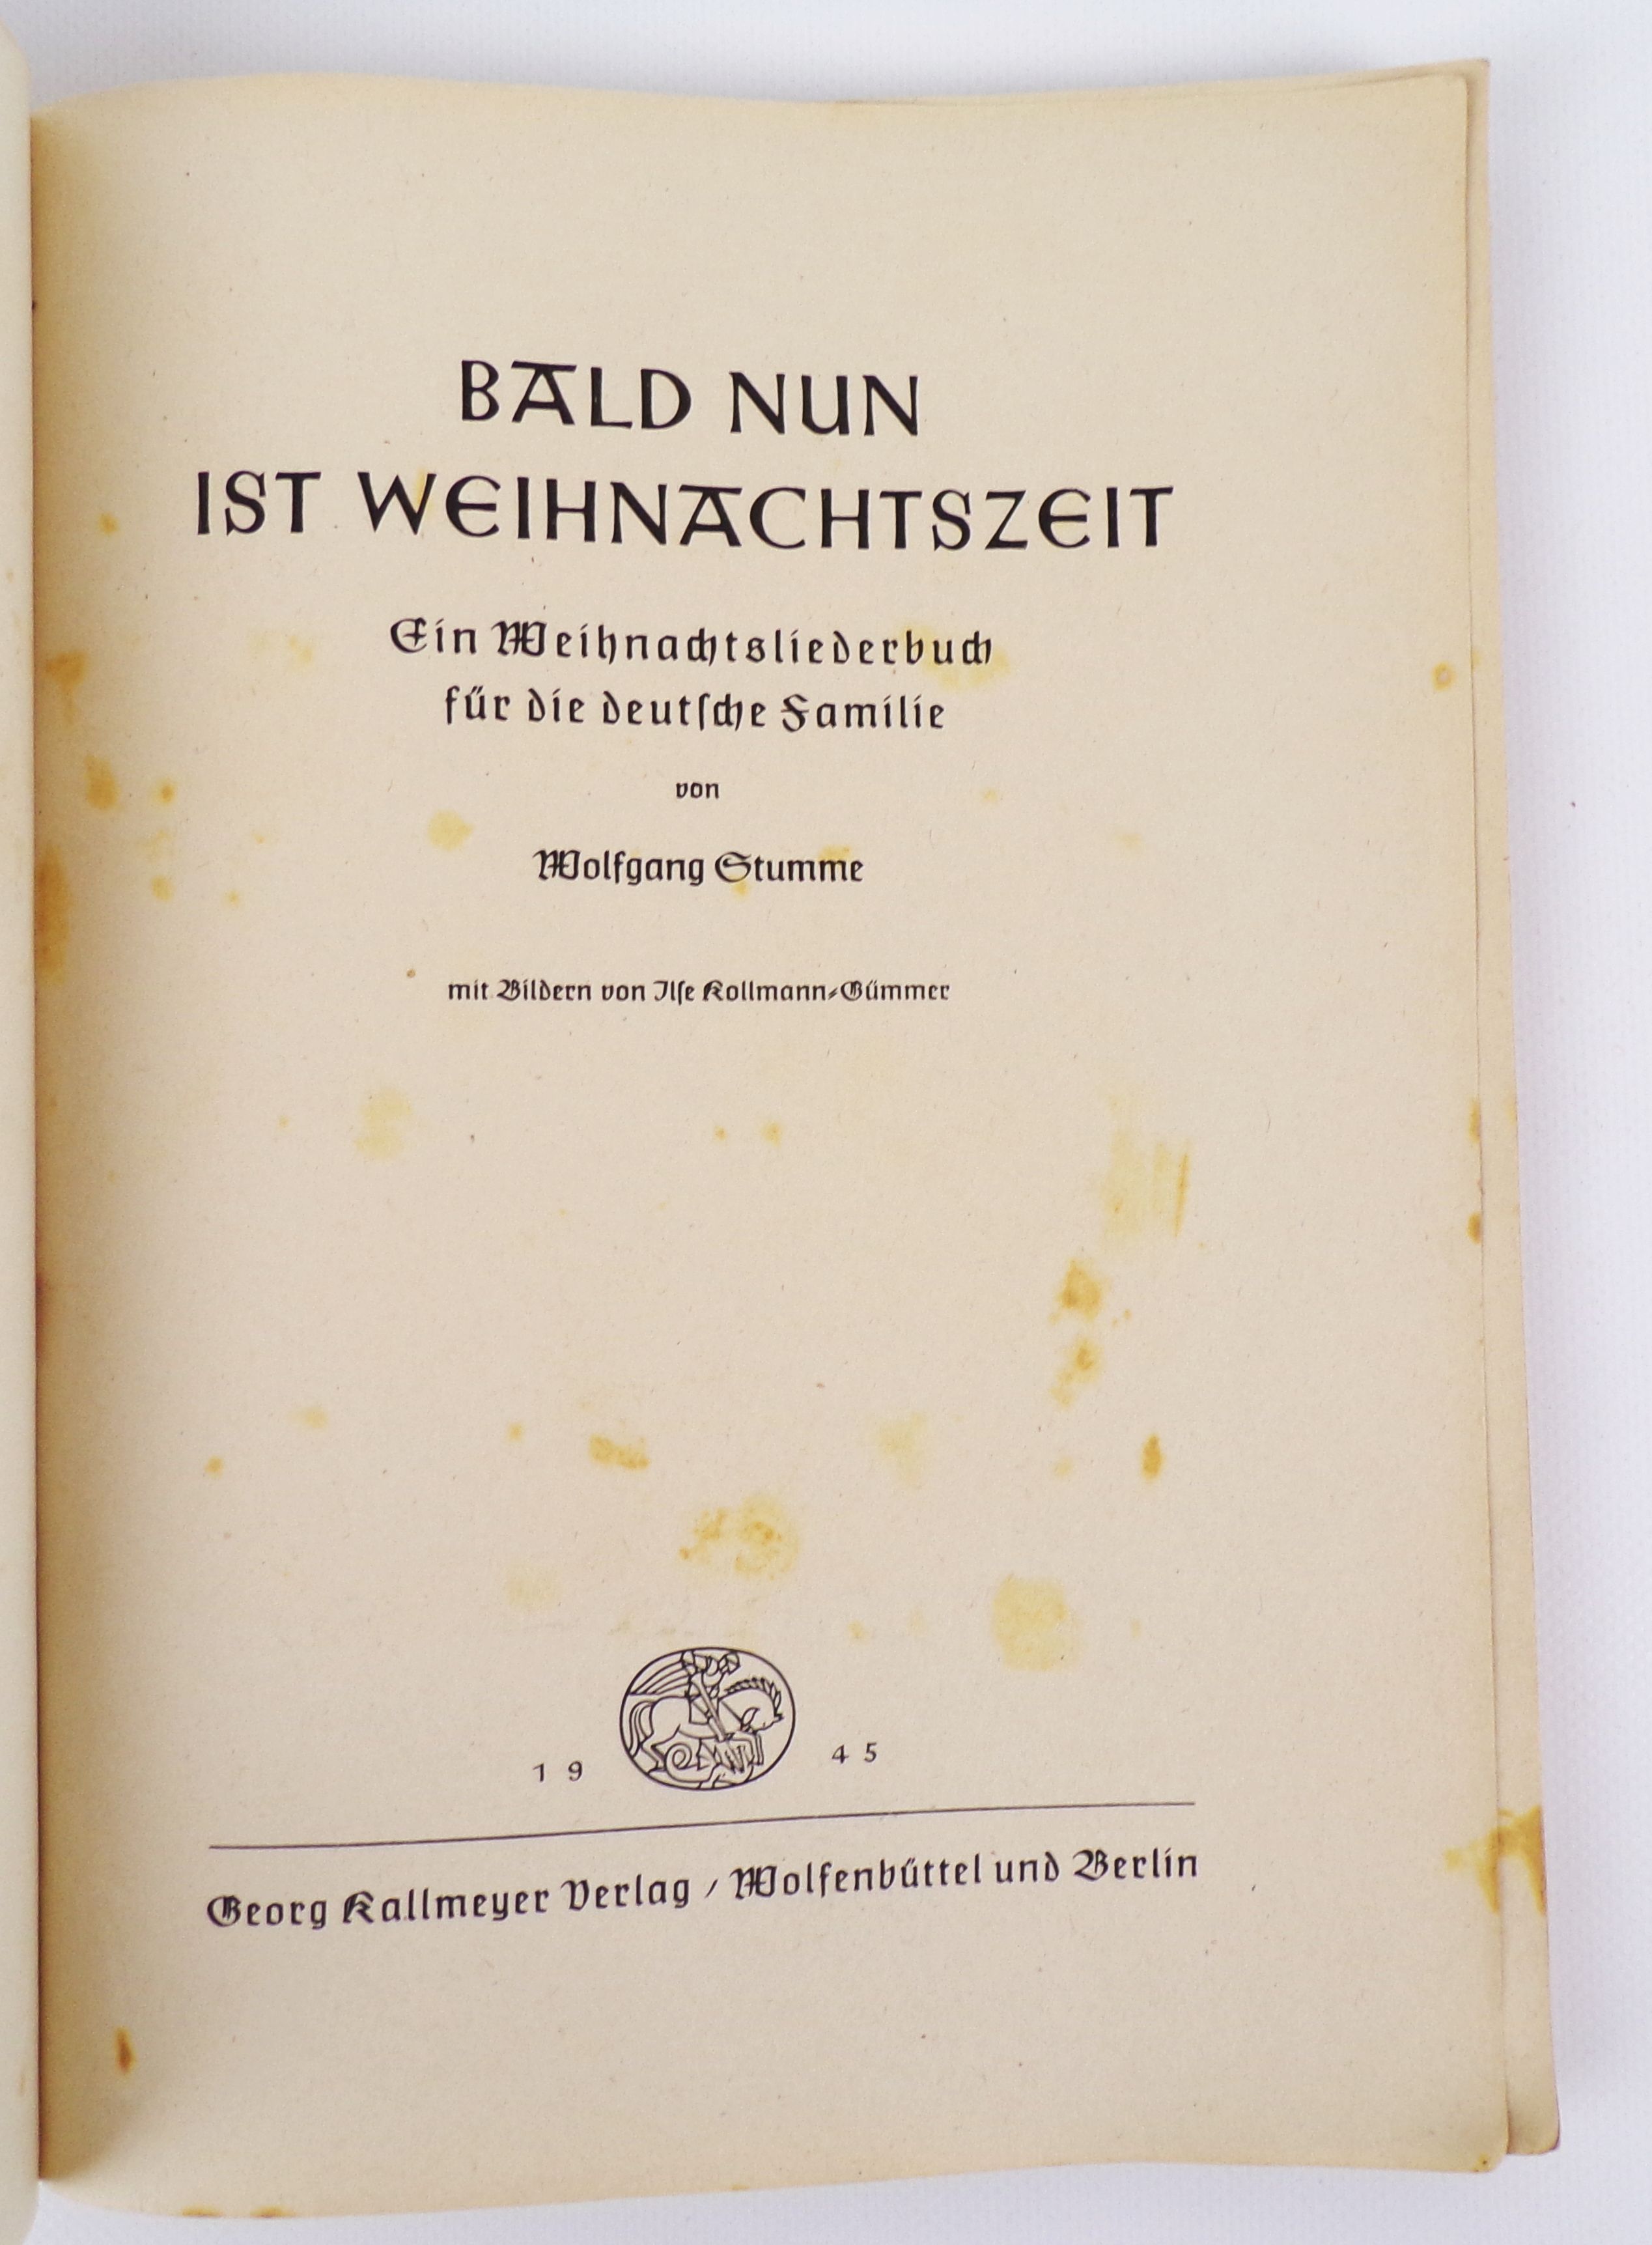 BALD NUN
IST WEIHNACHTSZEIT
Ein Weihnachtsliederbuch
für die deutſche Familie
von
Wolfgang Stumme
mit Bildern von Ilſe Kollmann-Gümmer
19 45
Georg Kallmeyer Verlag / Wolfenbüttel und Berlin